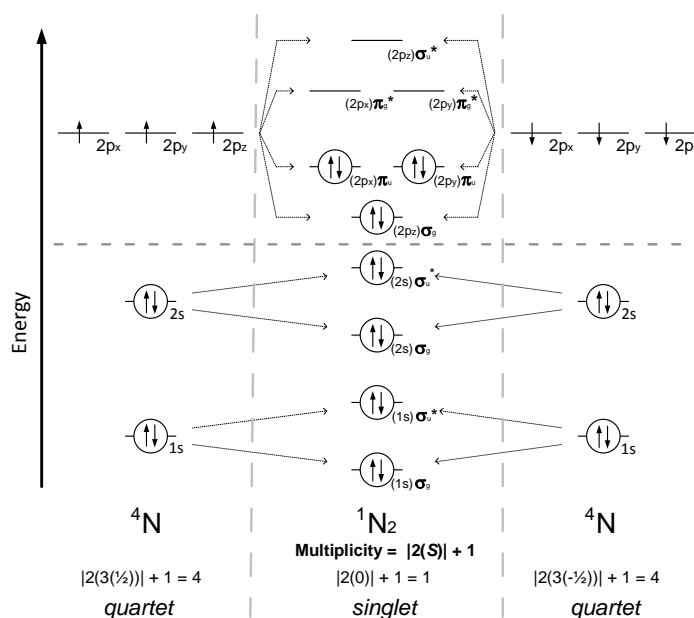 (2pz)σu*
(2px)πg* (2py)πg*
2px 2py 2pz
2px 2py 2p
(2px)πu (2py)πu
(2pz)σg
(2s)σu*
2s
2s
(2s)σg
(1s)σu*
1s
1s
(1s)σg
Energy
⁴N
¹N₂
⁴N
Multiplicity = |2(S)| + 1
|2(3(½))| + 1 = 4
|2(0)| + 1 = 1
|2(3(-½))| + 1 = 4
quartet
singlet
quartet